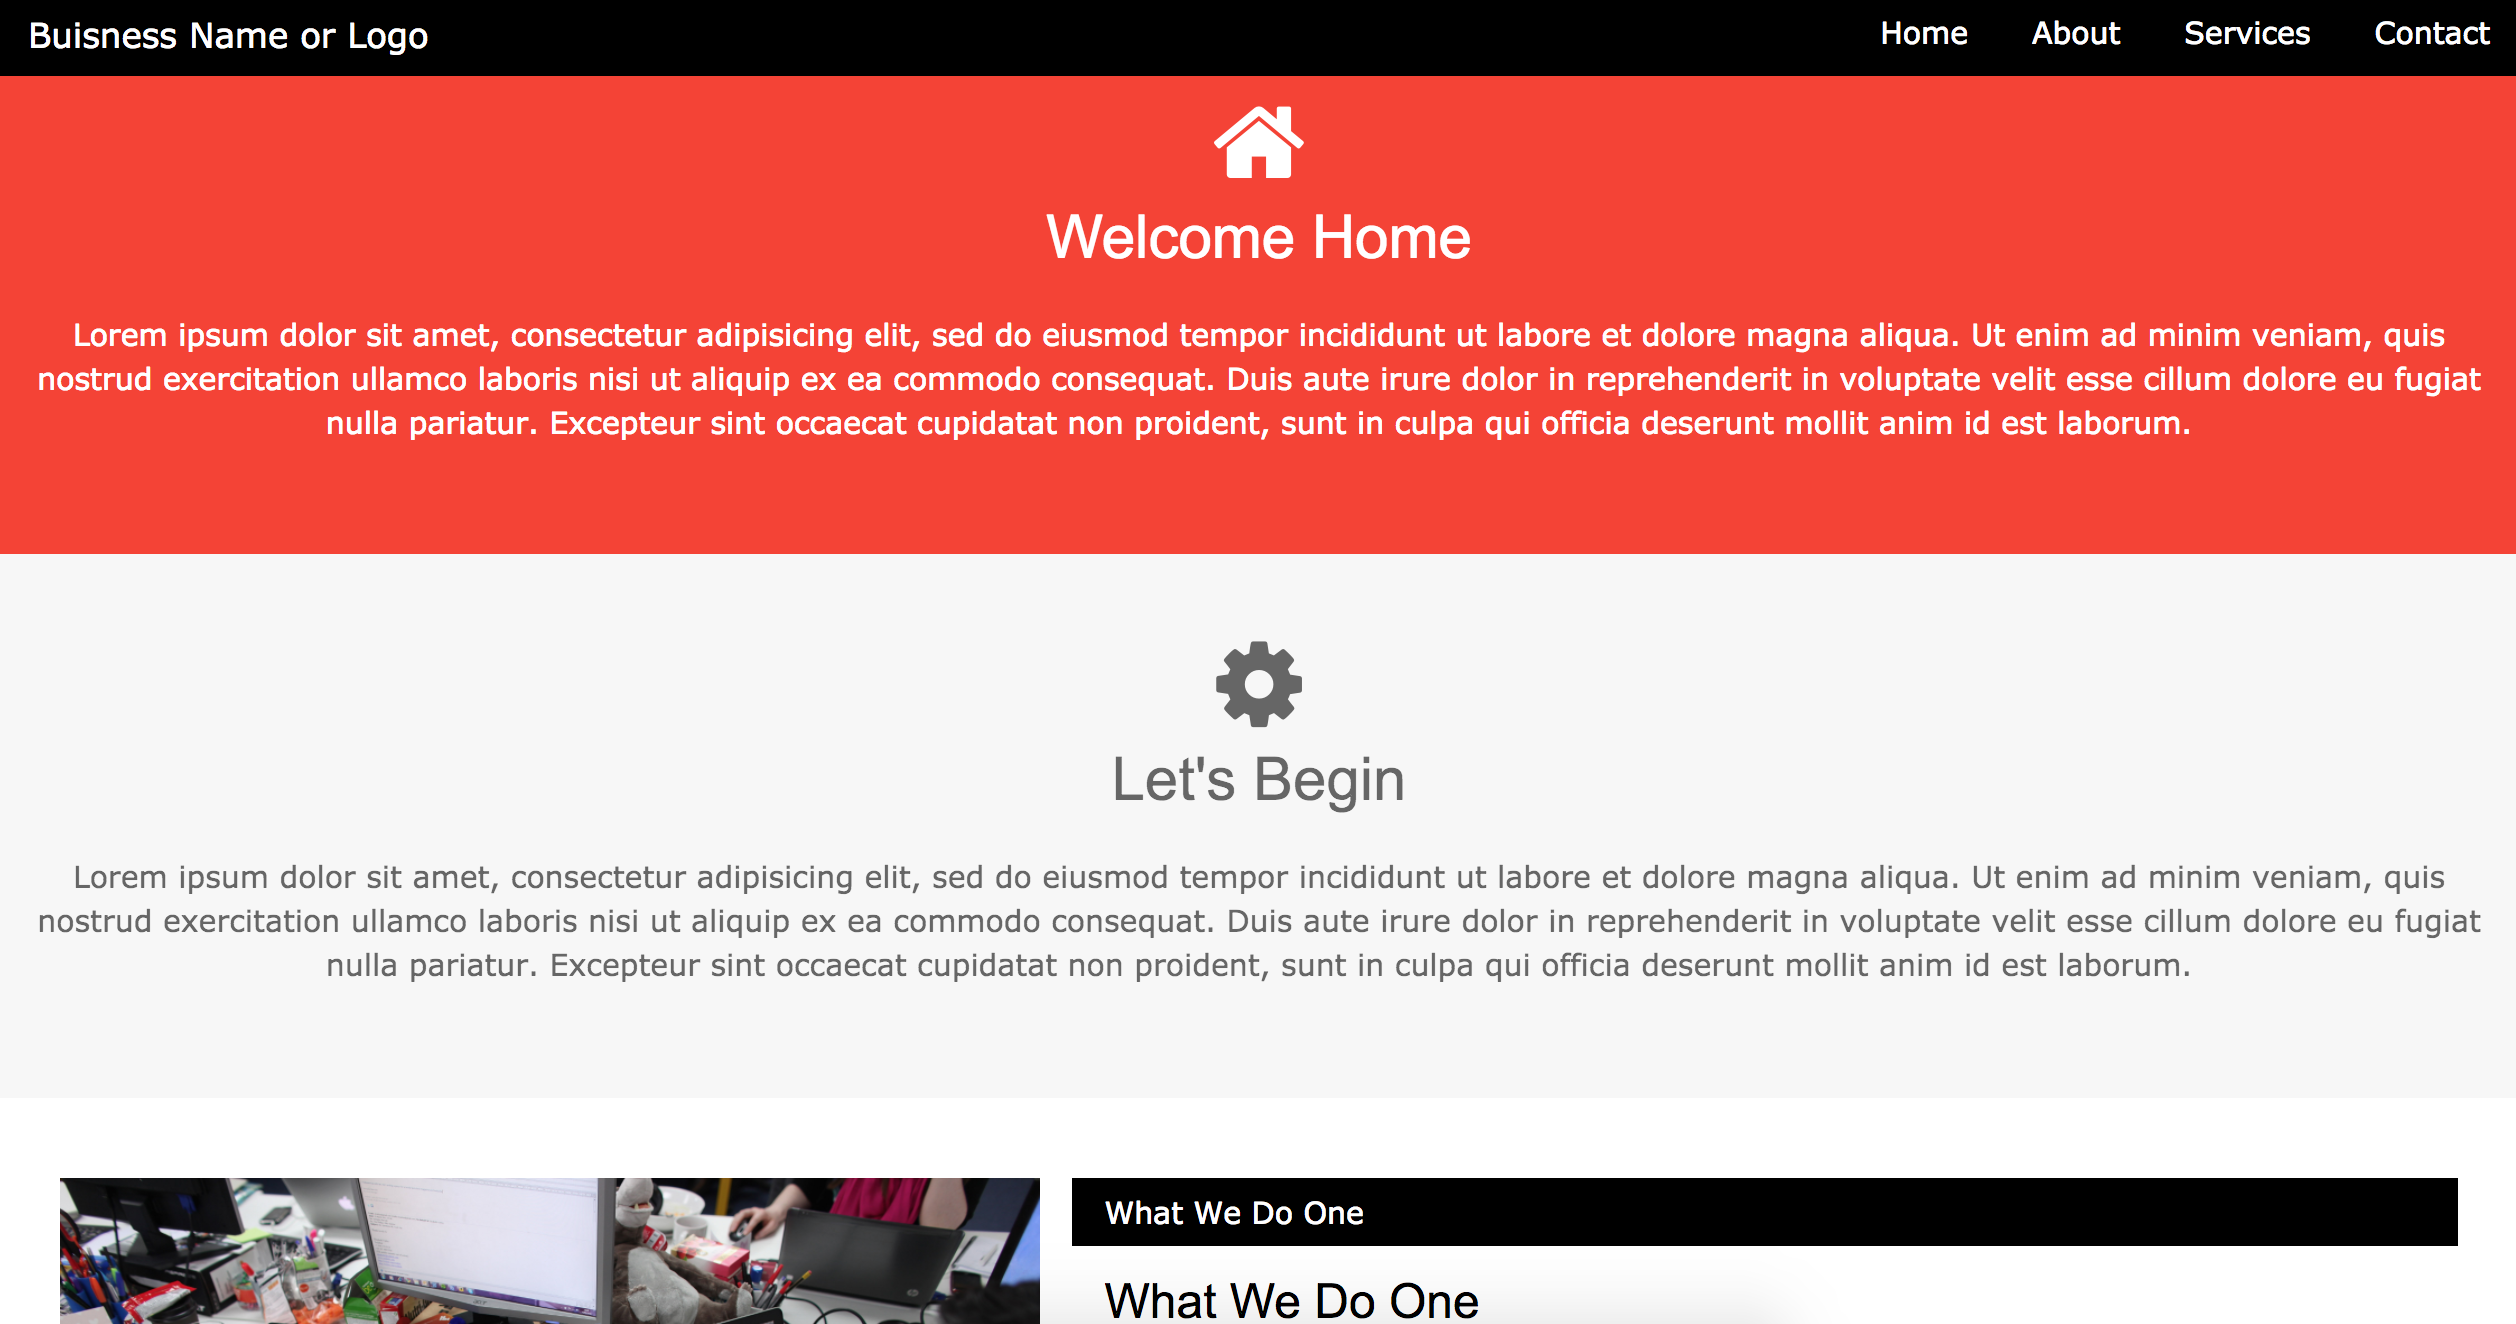 Buisness Name or Logo
Home About Services Contact
Welcome Home
Lorem ipsum dolor sit amet, consectetur adipisicing elit, sed do eiusmod tempor incididunt ut labore et dolore magna aliqua. Ut enim ad minim veniam, quis
nostrud exercitation ullamco laboris nisi ut aliquip ex ea commodo consequat. Duis aute irure dolor in reprehenderit in voluptate velit esse cillum dolore eu fugiat
nulla pariatur. Excepteur sint occaecat cupidatat non proident, sunt in culpa qui officia deserunt mollit anim id est laborum.
Let's Begin
Lorem ipsum dolor sit amet, consectetur adipisicing elit, sed do eiusmod tempor incididunt ut labore et dolore magna aliqua. Ut enim ad minim veniam, quis
nostrud exercitation ullamco laboris nisi ut aliquip ex ea commodo consequat. Duis aute irure dolor in reprehenderit in voluptate velit esse cillum dolore eu fugiat
nulla pariatur. Excepteur sint occaecat cupidatat non proident, sunt in culpa qui officia deserunt mollit anim id est laborum.
What We Do One
What We Do One